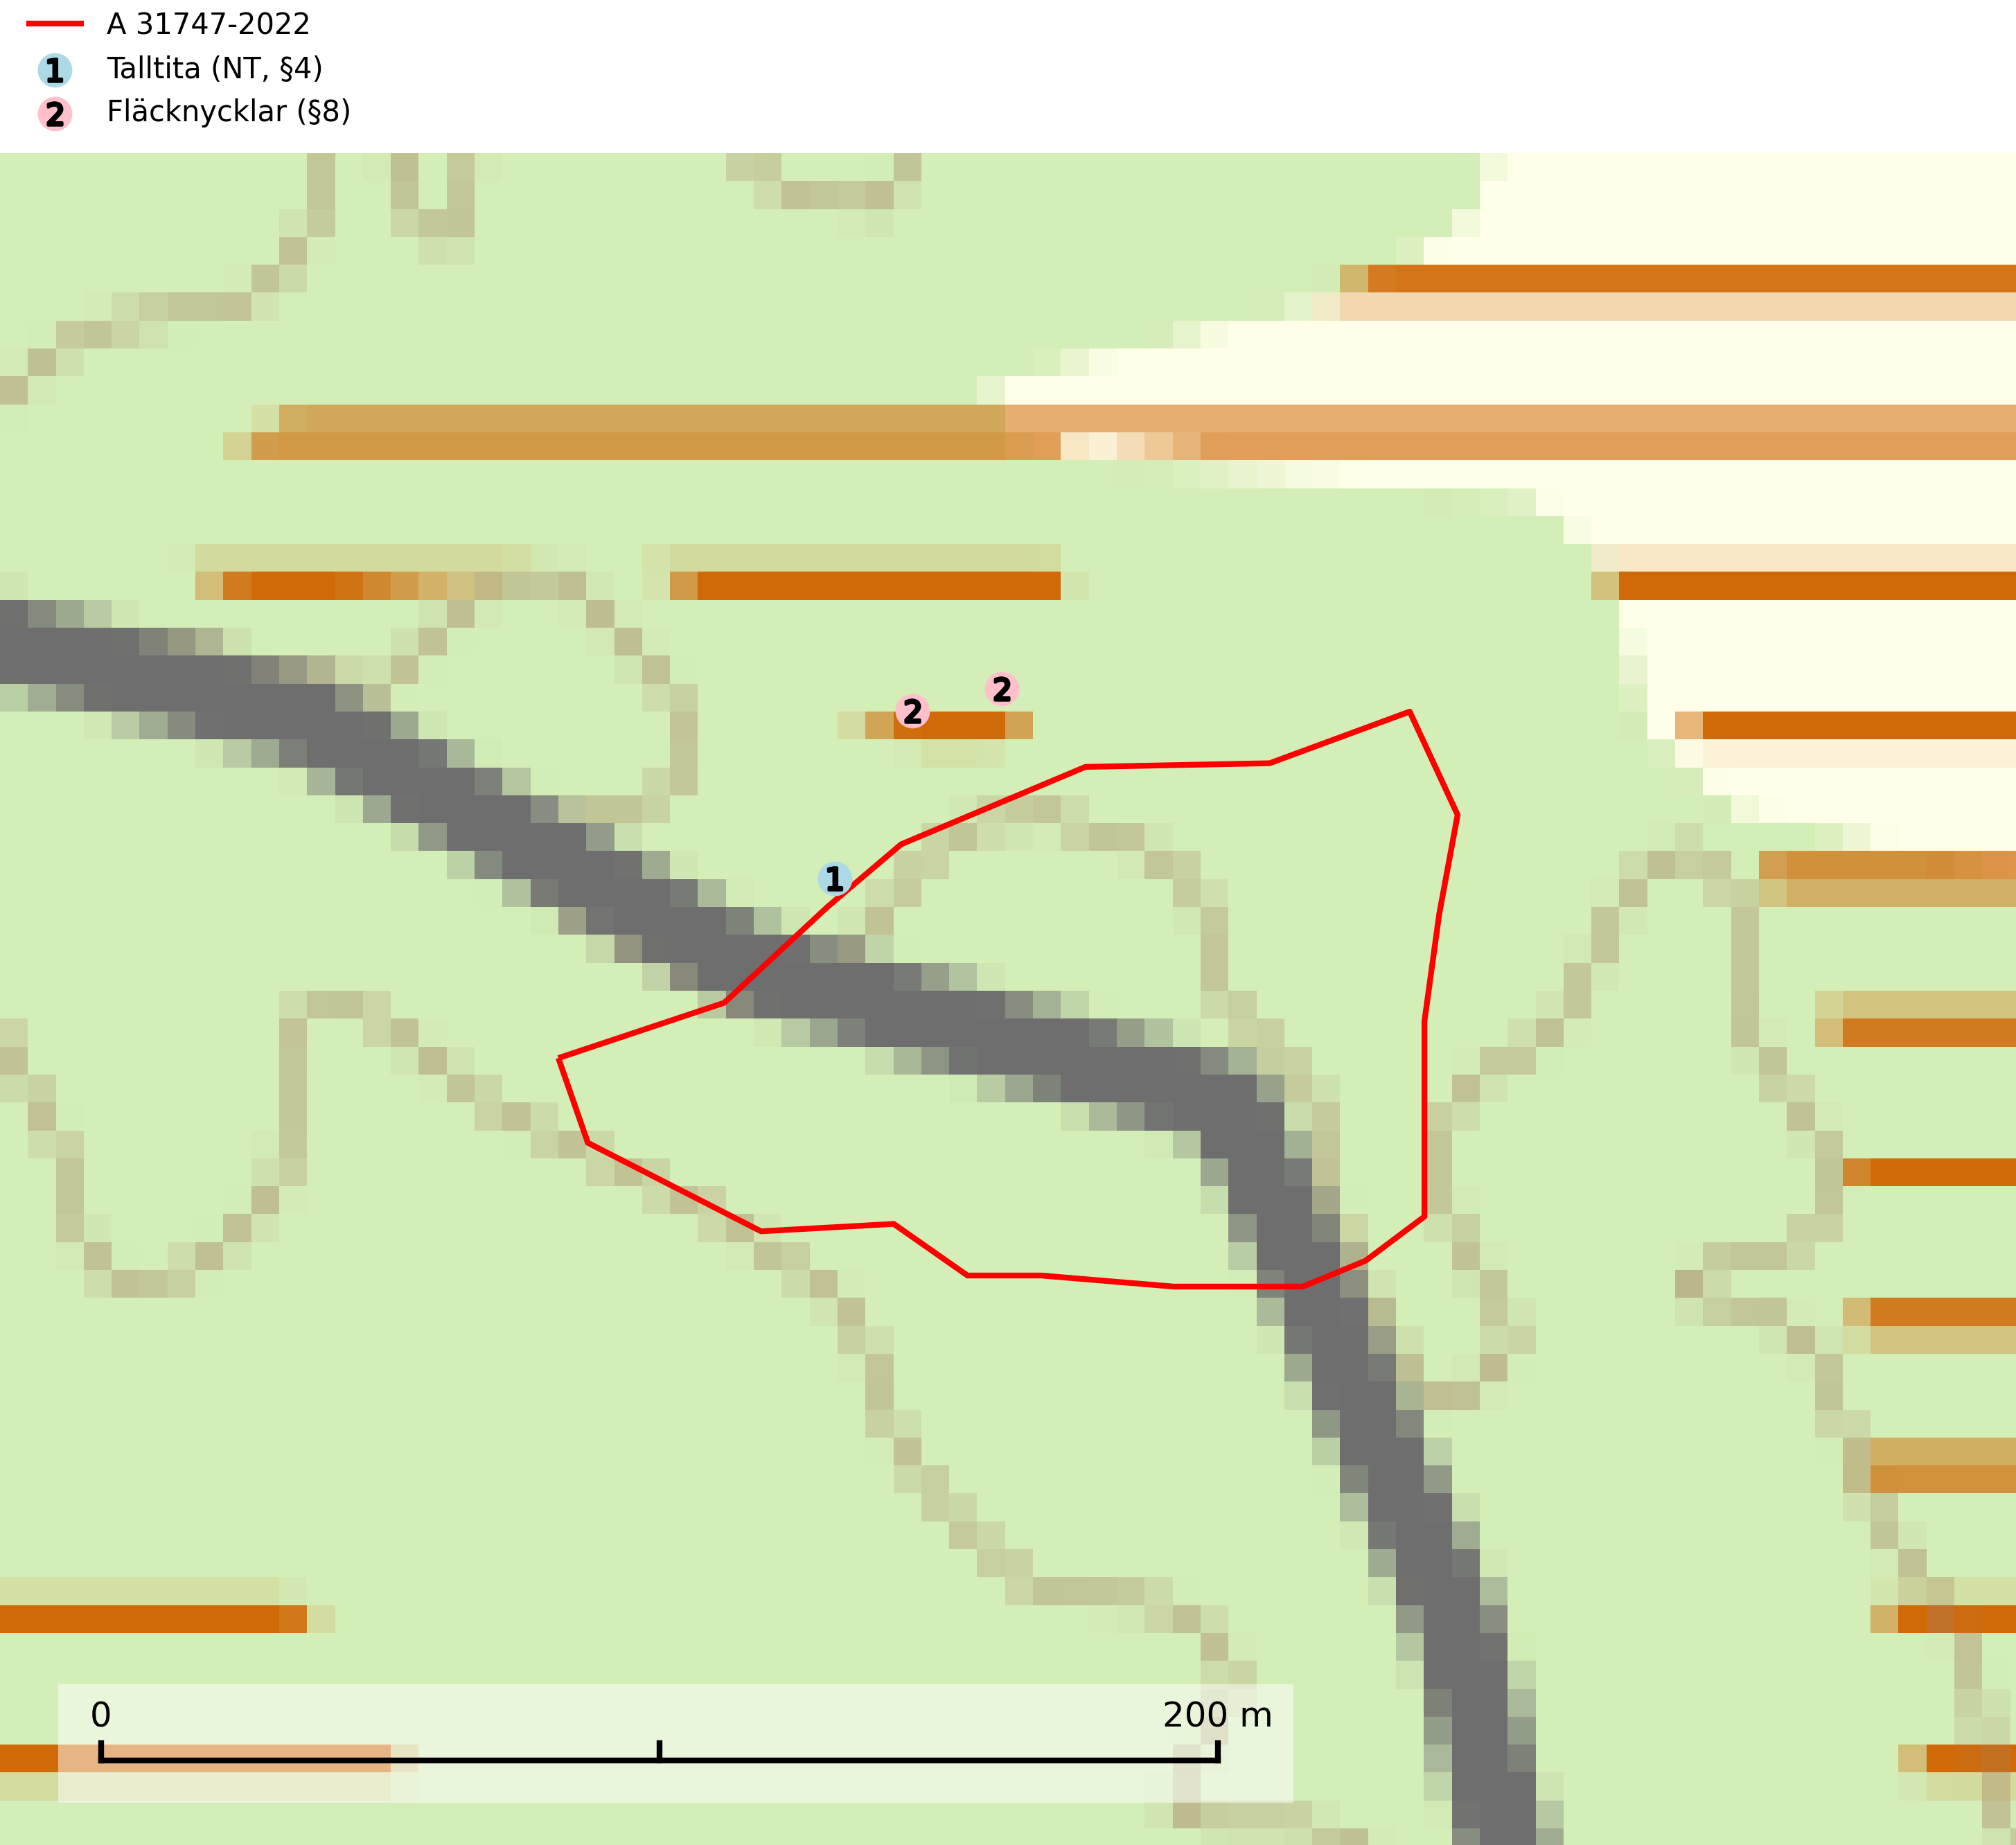 A 31747-2022
1 Talltita (NT, §4)
2 Fläcknycklar (§8)
2
2
1
0 200 m